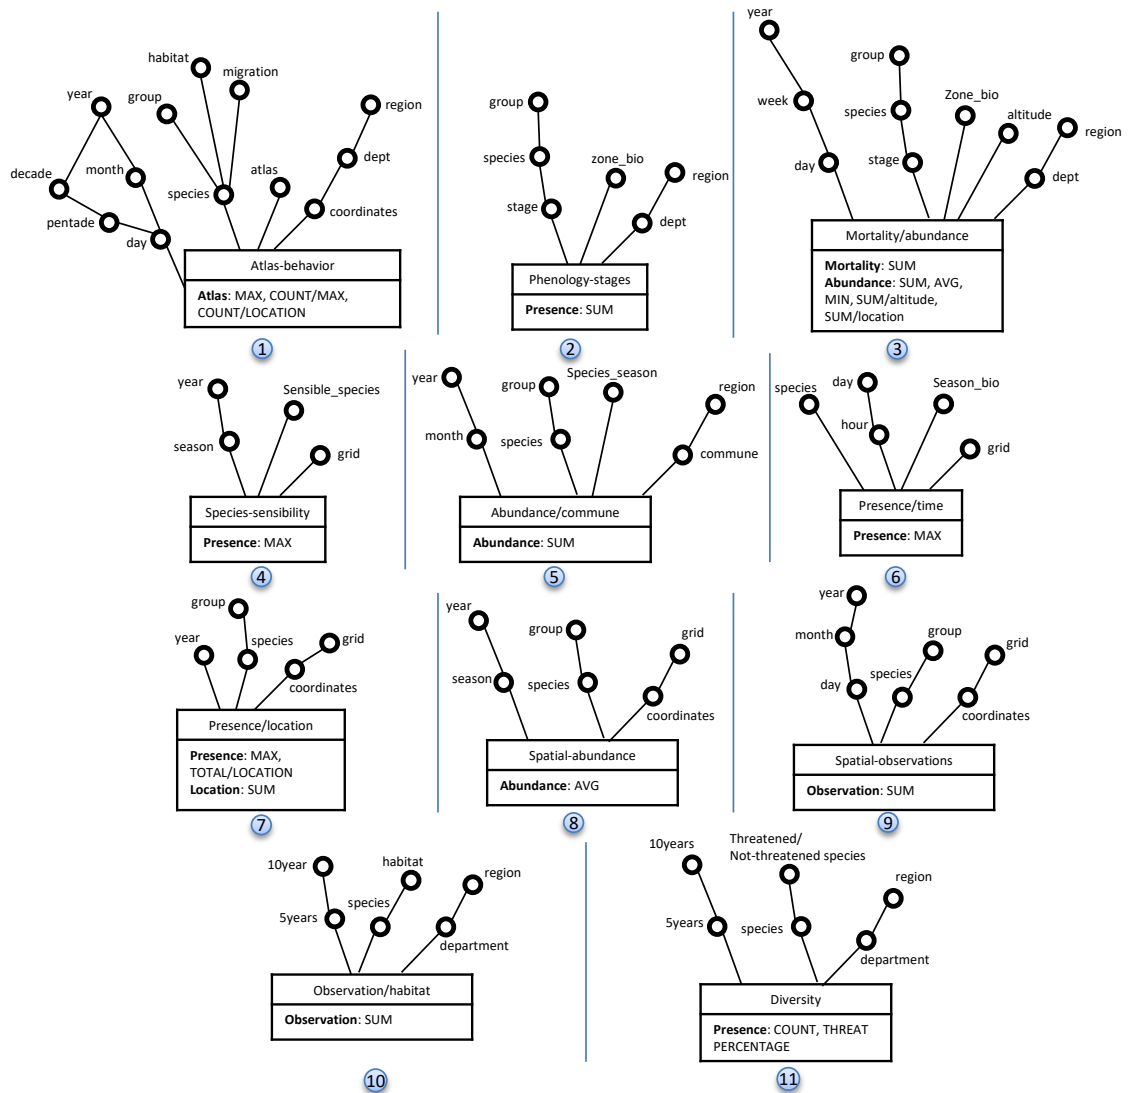 year
habitat
migration
group
region
decade
month
dept
species
atlas
coordinates
pentade
day
Atlas-behavior
Atlas: MAX, COUNT/MAX,
COUNT/LOCATION
1
group
species
zone_bio
region
stage
dept
Phenology-stages
Presence: SUM
2
year
group
week
Zone_bio
species
altitude
region
day
stage
dept
Mortality/abundance
Mortality: SUM
Abundance: SUM, AVG,
MIN, SUM/altitude,
SUM/location
3
year
Sensible_species
season
grid
Species-sensibility
Presence: MAX
4
year
group
Species_season
region
month
species
commune
Abundance/commune
Abundance: SUM
5
species
day
Season_bio
hour
grid
Presence/time
Presence: MAX
6
group
year
species
grid
coordinates
Presence/location
Presence: MAX,
TOTAL/LOCATION
Location: SUM
7
year
group
grid
season
species
coordinates
Spatial-abundance
Abundance: AVG
8
year
month
group
grid
species
day
coordinates
Spatial-observations
Observation: SUM
9
10year
habitat
region
species
5years
department
Observation/habitat
Observation: SUM
10
10years
Threatened/
Not-threatened species
region
5years
species
department
Diversity
Presence: COUNT, THREAT
PERCENTAGE
11